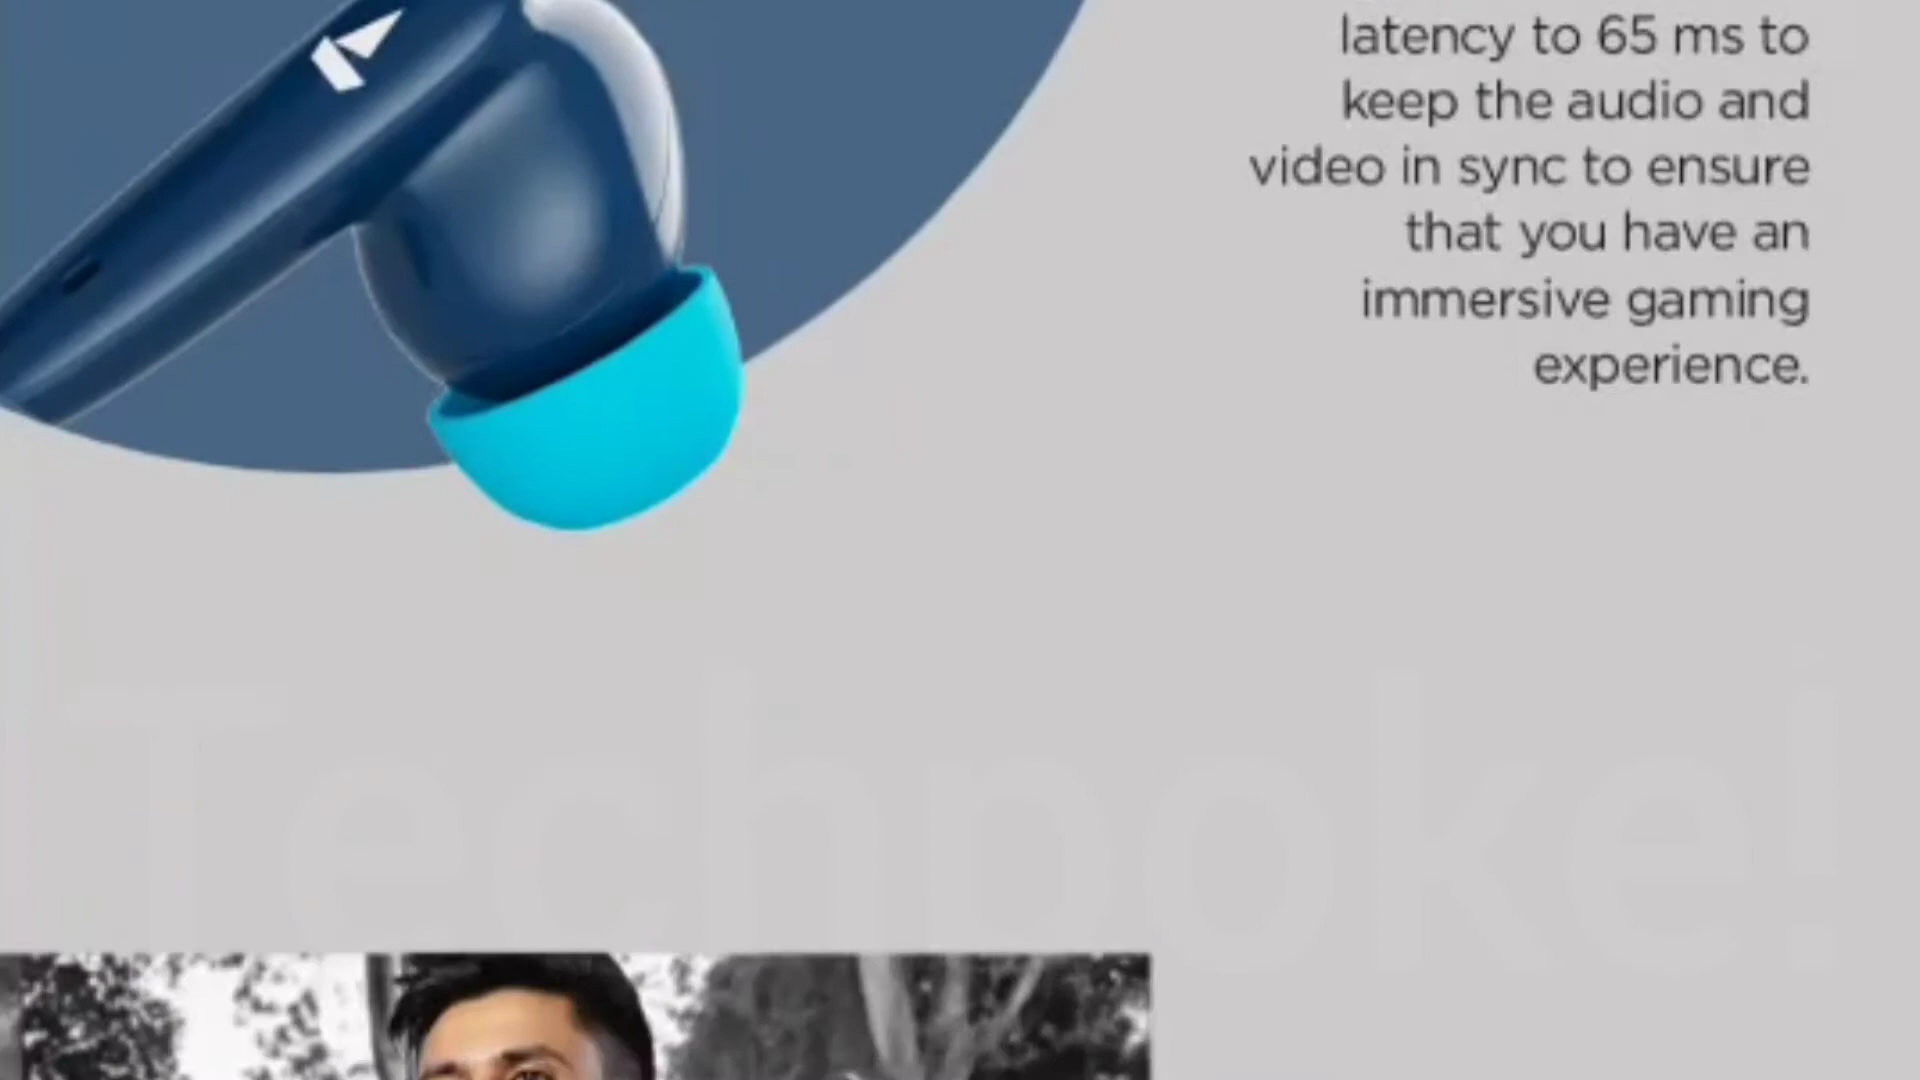 latency to 65 ms to
keep the audio and
video in sync to ensure
that you have an
immersive gaming
experience.